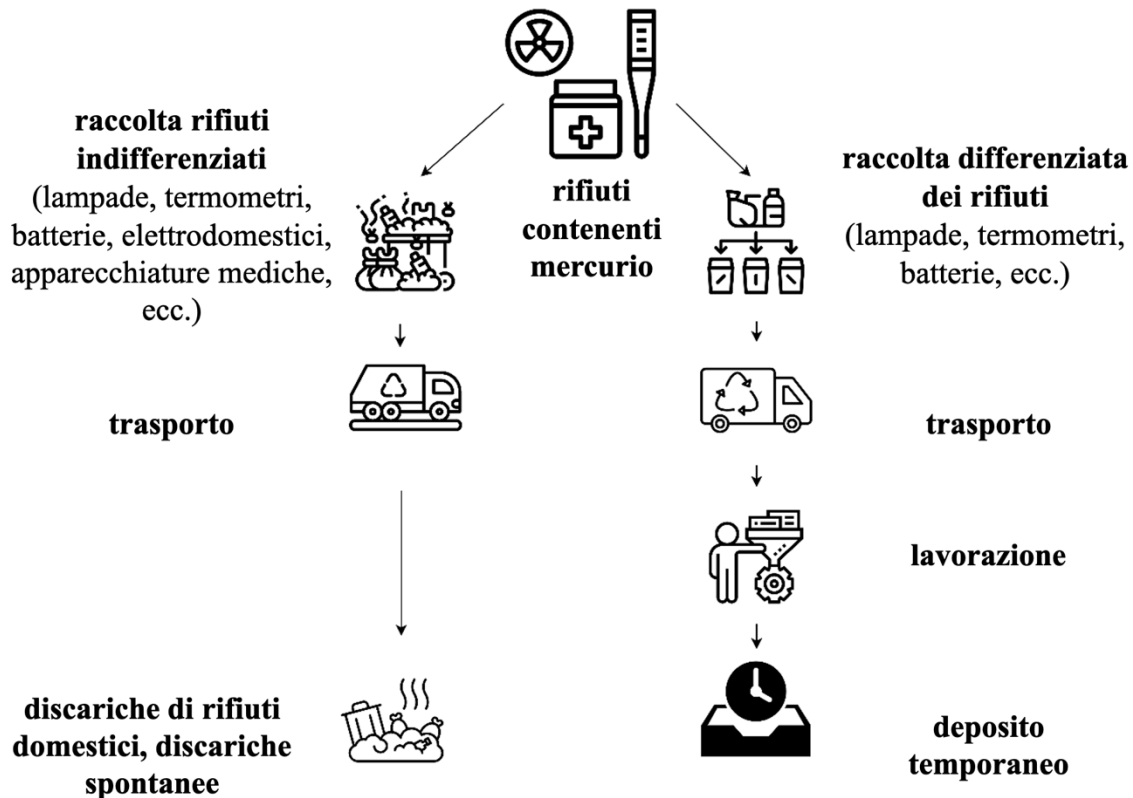 rifiuti
contenenti
mercurio
raccolta rifiuti
indifferenziati
(lampade, termometri,
batterie, elettrodomestici,
apparecchiature mediche,
ecc.)
trasporto
discariche di rifiuti
domestici, discariche
spontanee
raccolta differenziata
dei rifiuti
(lampade, termometri,
batterie, ecc.)
trasporto
lavorazione
deposito
temporaneo